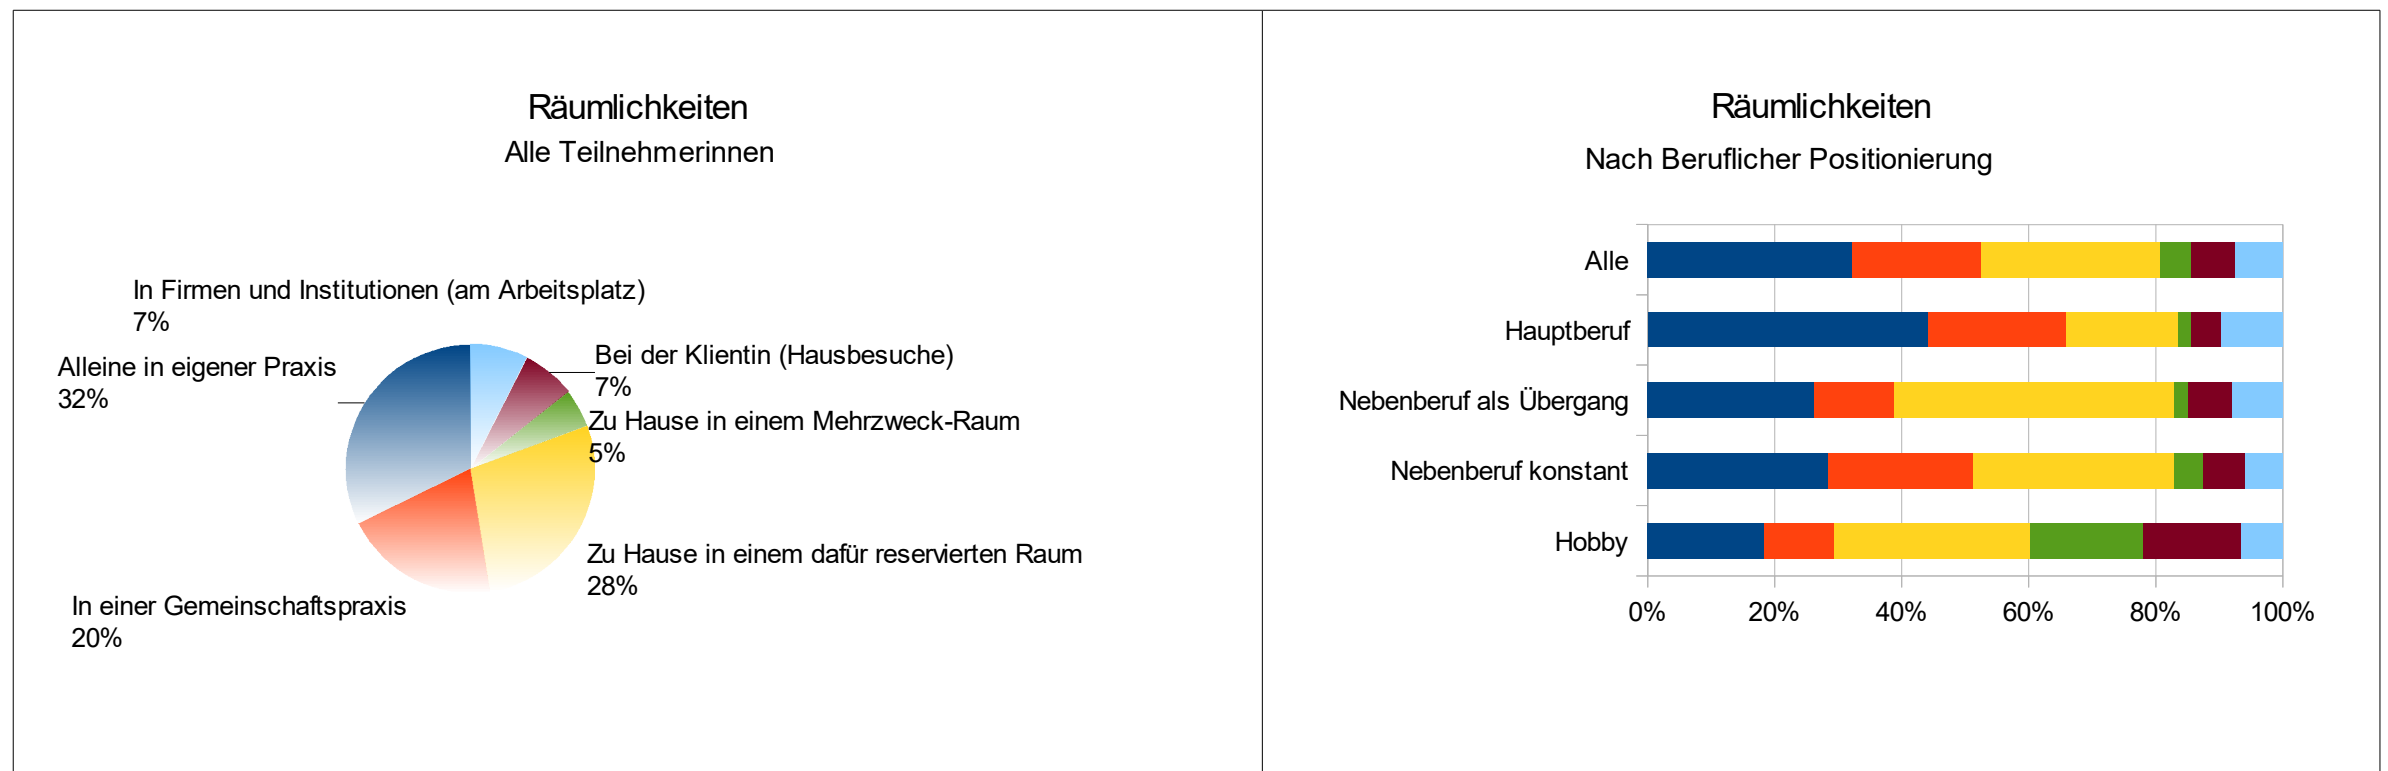 Räumlichkeiten
Alle Teilnehmerinnen
In Firmen und Institutionen (am Arbeitsplatz)
7%
Bei der Klientin (Hausbesuche)
7%
Alleine in eigener Praxis
32%
Zu Hause in einem Mehrzweck-Raum
5%
Zu Hause in einem dafür reservierten Raum
28%
In einer Gemeinschaftspraxis
20%
Räumlichkeiten
Nach Beruflicher Positionierung
Alle
Hauptberuf
Nebenberuf als Übergang
Nebenberuf konstant
Hobby
0% 20% 40% 60% 80% 100%